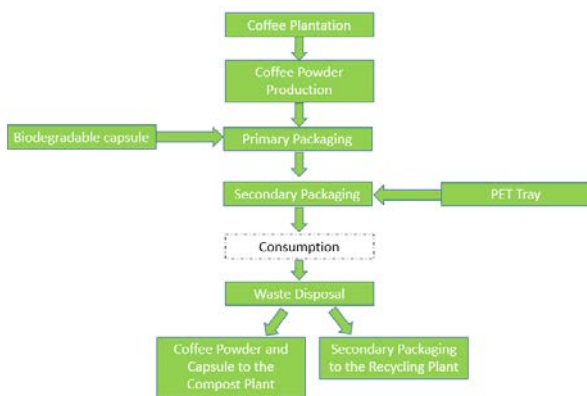 Coffee Plantation
Coffee Powder
Production
Biodegradable capsule
Primary Packaging
Secondary Packaging
PET Tray
Consumption
Waste Disposal
Coffee Powder and
Capsule to the
Compost Plant
Secondary Packaging
to the Recycling Plant